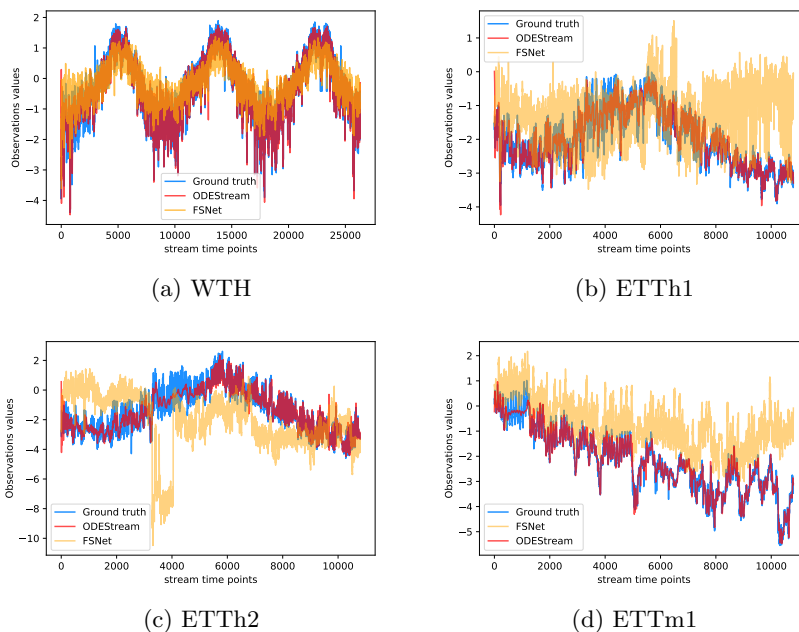 2
1
0
−1
−2
−3
−4
Observations values
Ground truth
ODEStream
FSNet
0 5000 10000 15000 20000 25000
stream time points
(a) WTH
1
0
−1
−2
−3
−4
Observations values
Ground truth
ODEStream
FSNet
0 2000 4000 6000 8000 10000
stream time points
(b) ETTh1
2
0
−2
−4
−6
−8
−10
Observations values
Ground truth
ODEStream
FSNet
0 2000 4000 6000 8000 10000
stream time points
(c) ETTh2
2
1
0
−1
−2
−3
−4
−5
Observations values
Ground truth
FSNet
ODEStream
0 2000 4000 6000 8000 10000
stream time points
(d) ETTm1